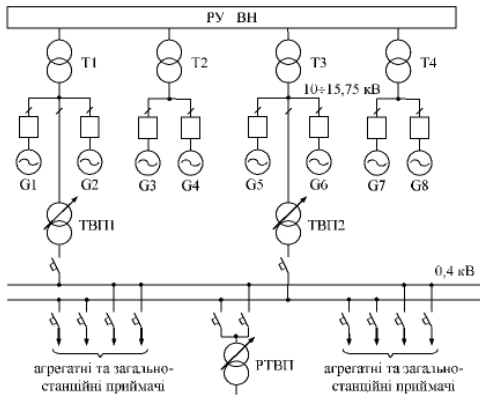 РУ ВН
Т1
Т2
Т3
Т4
10÷15,75 кВ
G1
G2
G3
G4
G5
G6
G7
G8
ТВП1
ТВП2
0,4 кВ
агрегатні та загально-
станційні приймачі
РТВП
агрегатні та загально-
станційні приймачі